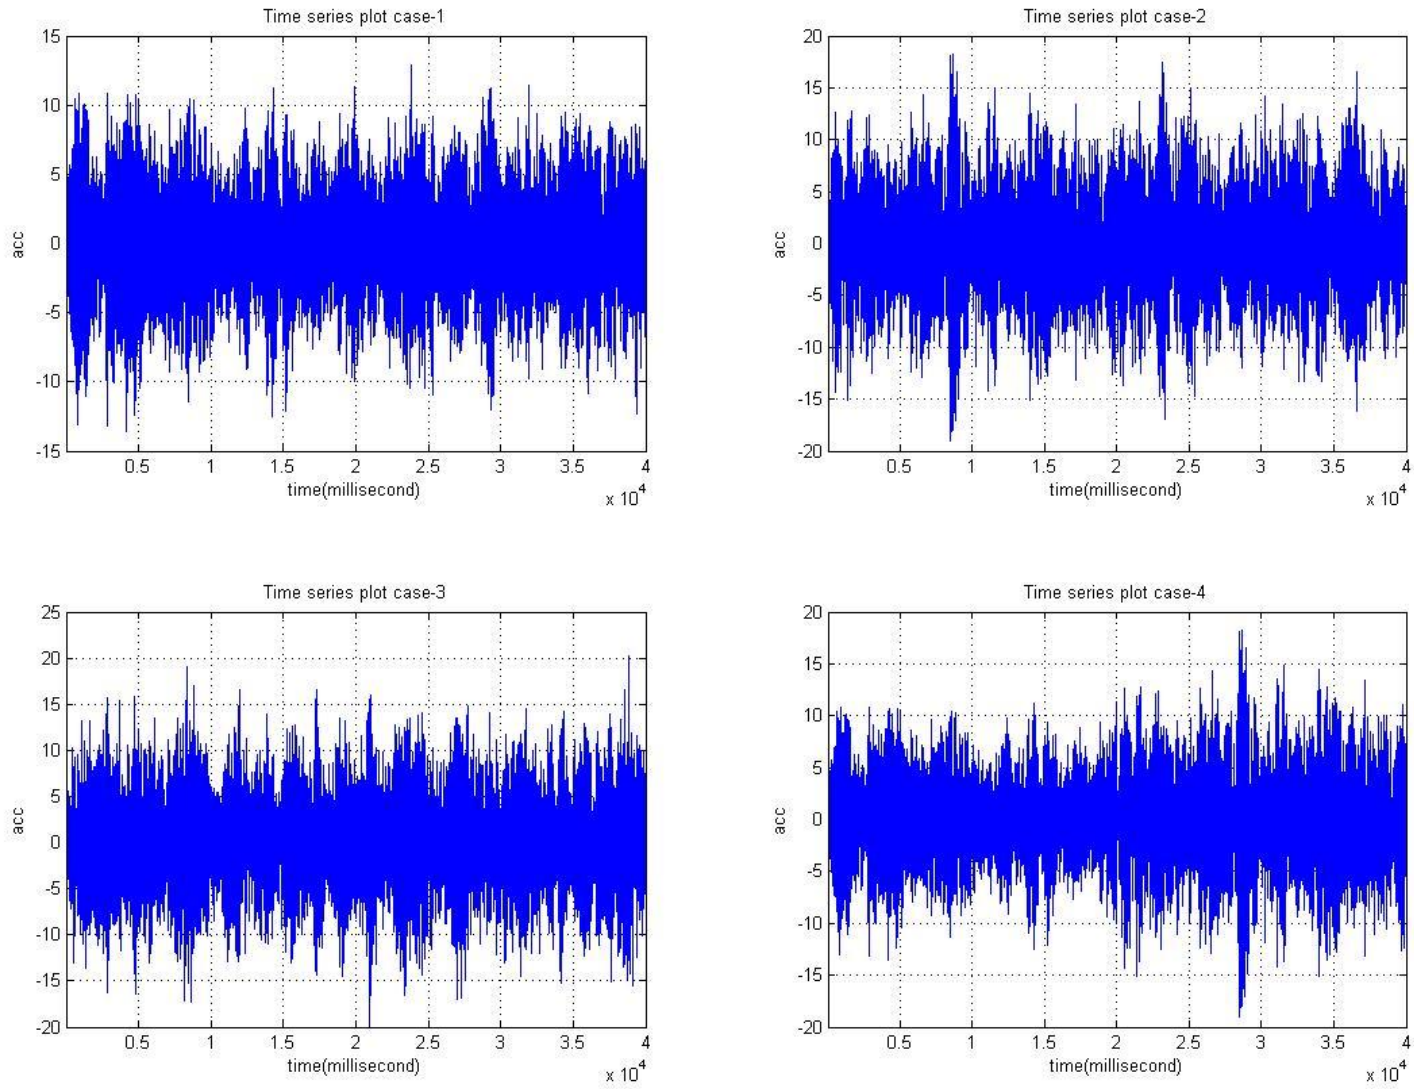 Time series plot case-1
15
10
5
0
-5
-10
-15
acc
0.5 1 1.5 2 2.5 3 3.5 4
time(millisecond)
x 10^4
Time series plot case-2
20
15
10
5
0
-5
-10
-15
-20
acc
0.5 1 1.5 2 2.5 3 3.5 4
time(millisecond)
x 10^4
Time series plot case-3
25
20
15
10
5
0
-5
-10
-15
-20
acc
0.5 1 1.5 2 2.5 3 3.5 4
time(millisecond)
x 10^4
Time series plot case-4
20
15
10
5
0
-5
-10
-15
-20
acc
0.5 1 1.5 2 2.5 3 3.5 4
time(millisecond)
x 10^4